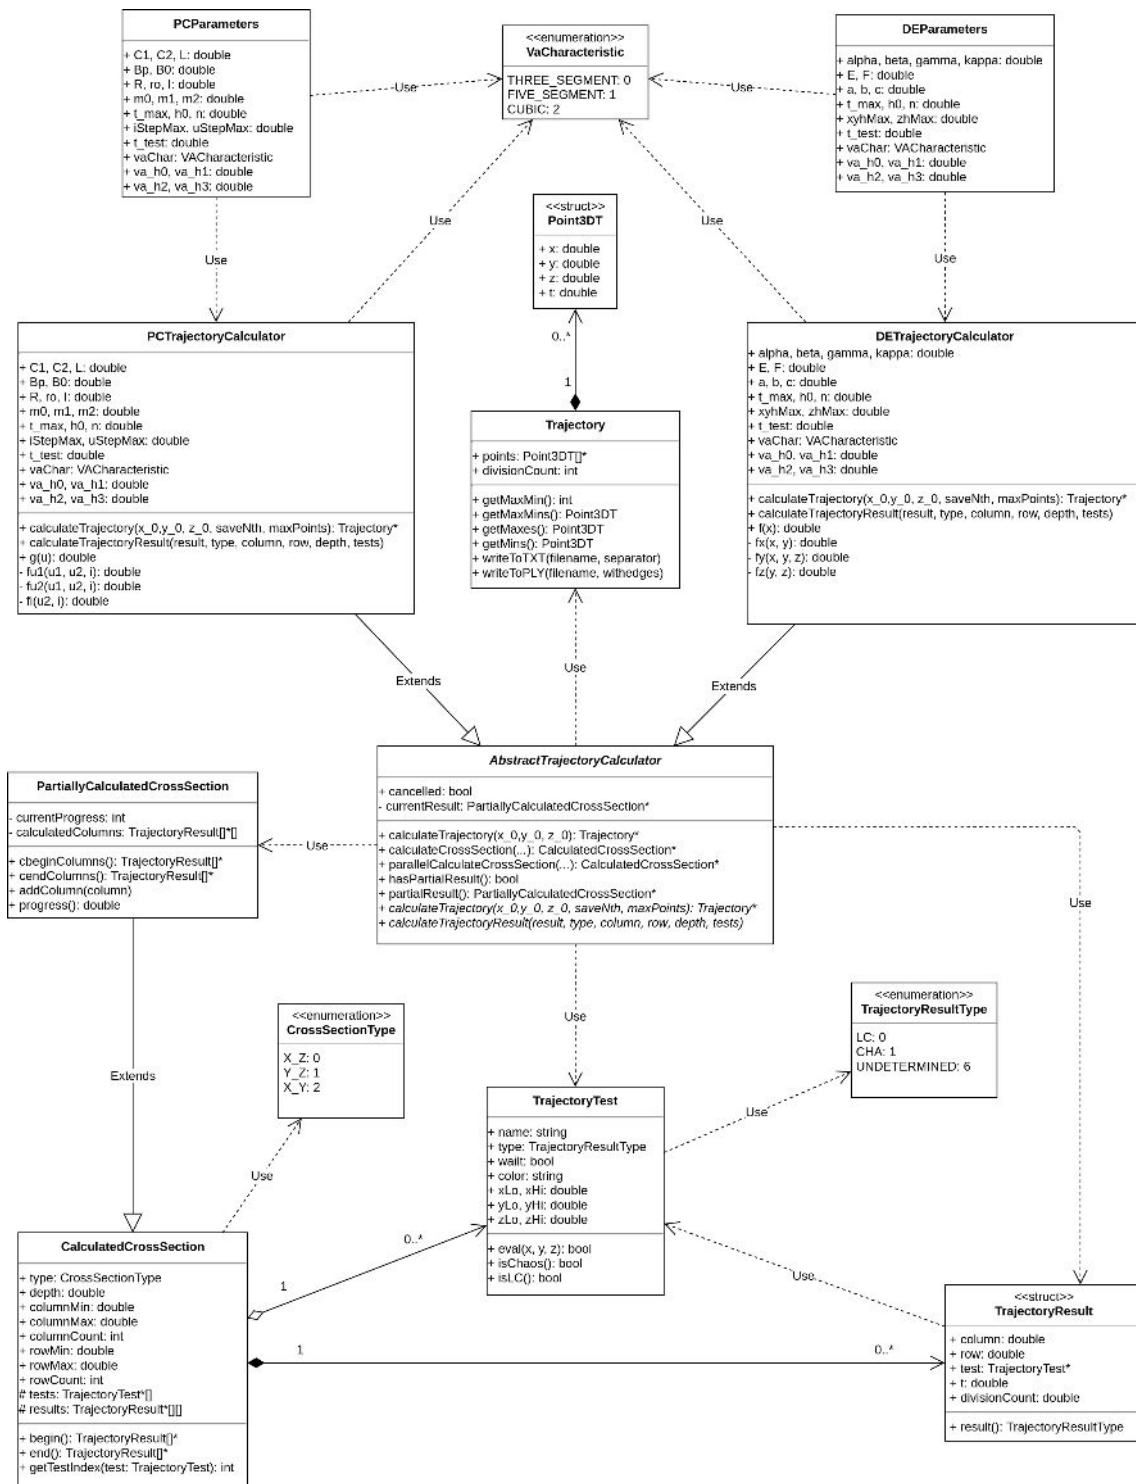 PCParameters
+ C1, C2, L: double
+ Bp, B0: double
+ R, ro, I: double
+ m0, m1, m2: double
+ t_max, h0, n: double
+ iStepMax. uStepMax: double
+ t_test: double
+ vaChar: VACharacteristic
+ va_h0, va_h1: double
+ va_h2, va_h3: double
<<enumeration>>
VaCharacteristic
THREE_SEGMENT: 0
FIVE_SEGMENT: 1
CUBIC: 2
DEParameters
+ alpha, beta, gamma, kappa: double
+ E, F: double
+ a, b, c: double
+ t_max, h0, n: double
+ xyhMax, zhMax: double
+ t_test: double
+ vaChar: VACharacteristic
+ va_h0, va_h1: double
+ va_h2, va_h3: double
Use
Use
Use
Use
Use
Use
<<struct>>
Point3DT
+ x: double
+ y: double
+ z: double
+ t: double
0..*
1
PCTrajectoryCalculator
+ C1, C2, L: double
+ Bp, B0: double
+ R, ro, I: double
+ m0, m1, m2: double
+ t_max, h0, n: double
+ iStepMax, uStepMax: double
+ t_test: double
+ vaChar: VACharacteristic
+ va_h0, va_h1: double
+ va_h2, va_h3: double
+ calculateTrajectory(x_0,y_0, z_0, saveNth, maxPoints): Trajectory*
+ calculateTrajectoryResult(result, type, column, row, depth, tests)
+ g(u): double
- fu1(u1, u2, i): double
- fu2(u1, u2, i): double
- fi(u2, i): double
Trajectory
+ points: Point3DT[]*
+ divisionCount: int
+ getMaxMin(): int
+ getMaxMins(): Point3DT
+ getMaxes(): Point3DT
+ getMins(): Point3DT
+ writeToTXT(filename, separator)
+ writeToPLY(filename, withedges)
DETrajectoryCalculator
+ alpha, beta, gamma, kappa: double
+ E, F: double
+ a, b, c: double
+ t_max, h0, n: double
+ xyhMax, zhMax: double
+ t_test: double
+ vaChar: VACharacteristic
+ va_h0, va_h1: double
+ va_h2, va_h3: double
+ calculateTrajectory(x_0,y_0, z_0, saveNth, maxPoints): Trajectory*
+ calculateTrajectoryResult(result, type, column, row, depth, tests)
+ f(x): double
- fx(x, y): double
- fy(x, y, z): double
- fz(y, z): double
Extends
Use
Extends
PartiallyCalculatedCrossSection
- currentProgress: int
- calculatedColumns: TrajectoryResult[]*[]
+ cbeginColumns(): TrajectoryResult[]*
+ cendColumns(): TrajectoryResult[]*
+ addColumn(column)
+ progress(): double
Use
AbstractTrajectoryCalculator
+ cancelled: bool
- currentResult: PartiallyCalculatedCrossSection*
+ calculateTrajectory(x_0,y_0, z_0): Trajectory*
+ calculateCrossSection(...): CalculatedCrossSection*
+ parallelCalculateCrossSection(...): CalculatedCrossSection*
+ hasPartialResult(): bool
+ partialResult(): PartiallyCalculatedCrossSection*
+ calculateTrajectory(x_0,y_0, z_0, saveNth, maxPoints): Trajectory*
+ calculateTrajectoryResult(result, type, column, row, depth, tests)
Use
Use
Extends
<<enumeration>>
CrossSectionType
X_Z: 0
Y_Z: 1
X_Y: 2
<<enumeration>>
TrajectoryResultType
LC: 0
CHA: 1
UNDETERMINED: 6
Use
Use
TrajectoryTest
+ name: string
+ type: TrajectoryResultType
+ wailt: bool
+ color: string
+ xLo, xHi: double
+ yLo, yHi: double
+ zLo, zHi: double
+ eval(x, y, z): bool
+ isChaos(): bool
+ isLC(): bool
0..*
1
Use
CalculatedCrossSection
+ type: CrossSectionType
+ depth: double
+ columnMin: double
+ columnMax: double
+ columnCount: int
+ rowMin: double
+ rowMax: double
+ rowCount: int
# tests: TrajectoryTest*[]
# results: TrajectoryResult*[][]
+ begin(): TrajectoryResult[]*
+ end(): TrajectoryResult[]*
+ getTestIndex(test: TrajectoryTest): int
1
0..*
<<struct>>
TrajectoryResult
+ column: double
+ row: double
+ test: TrajectoryTest*
+ t: double
+ divisionCount: double
+ result(): TrajectoryResultType